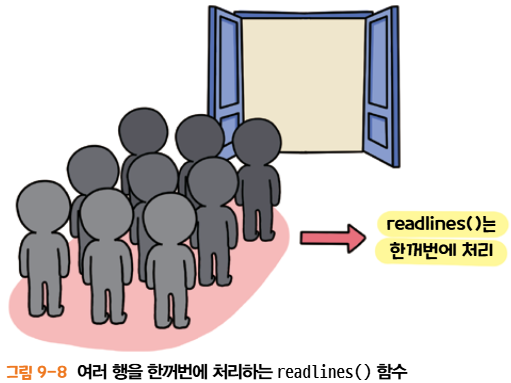 readlines()는
한꺼번에 처리
그림 9-8 여러 행을 한꺼번에 처리하는 readlines() 함수